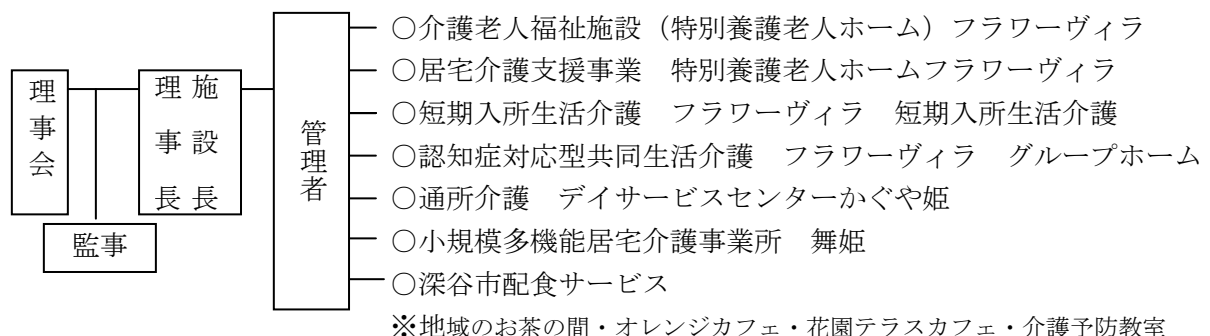 理事会
監事
理事長
施設長
管理者
○介護老人福祉施設（特別養護老人ホーム）フラワーヴィラ
○居宅介護支援事業　特別養護老人ホームフラワーヴィラ
○短期入所生活介護　フラワーヴィラ　短期入所生活介護
○認知症対応型共同生活介護　フラワーヴィラ　グループホーム
○通所介護　デイサービスセンターかぐや姫
○小規模多機能居宅介護事業所　舞姫
○深谷市配食サービス
※地域のお茶の間・オレンジカフェ・花園テラスカフェ・介護予防教室